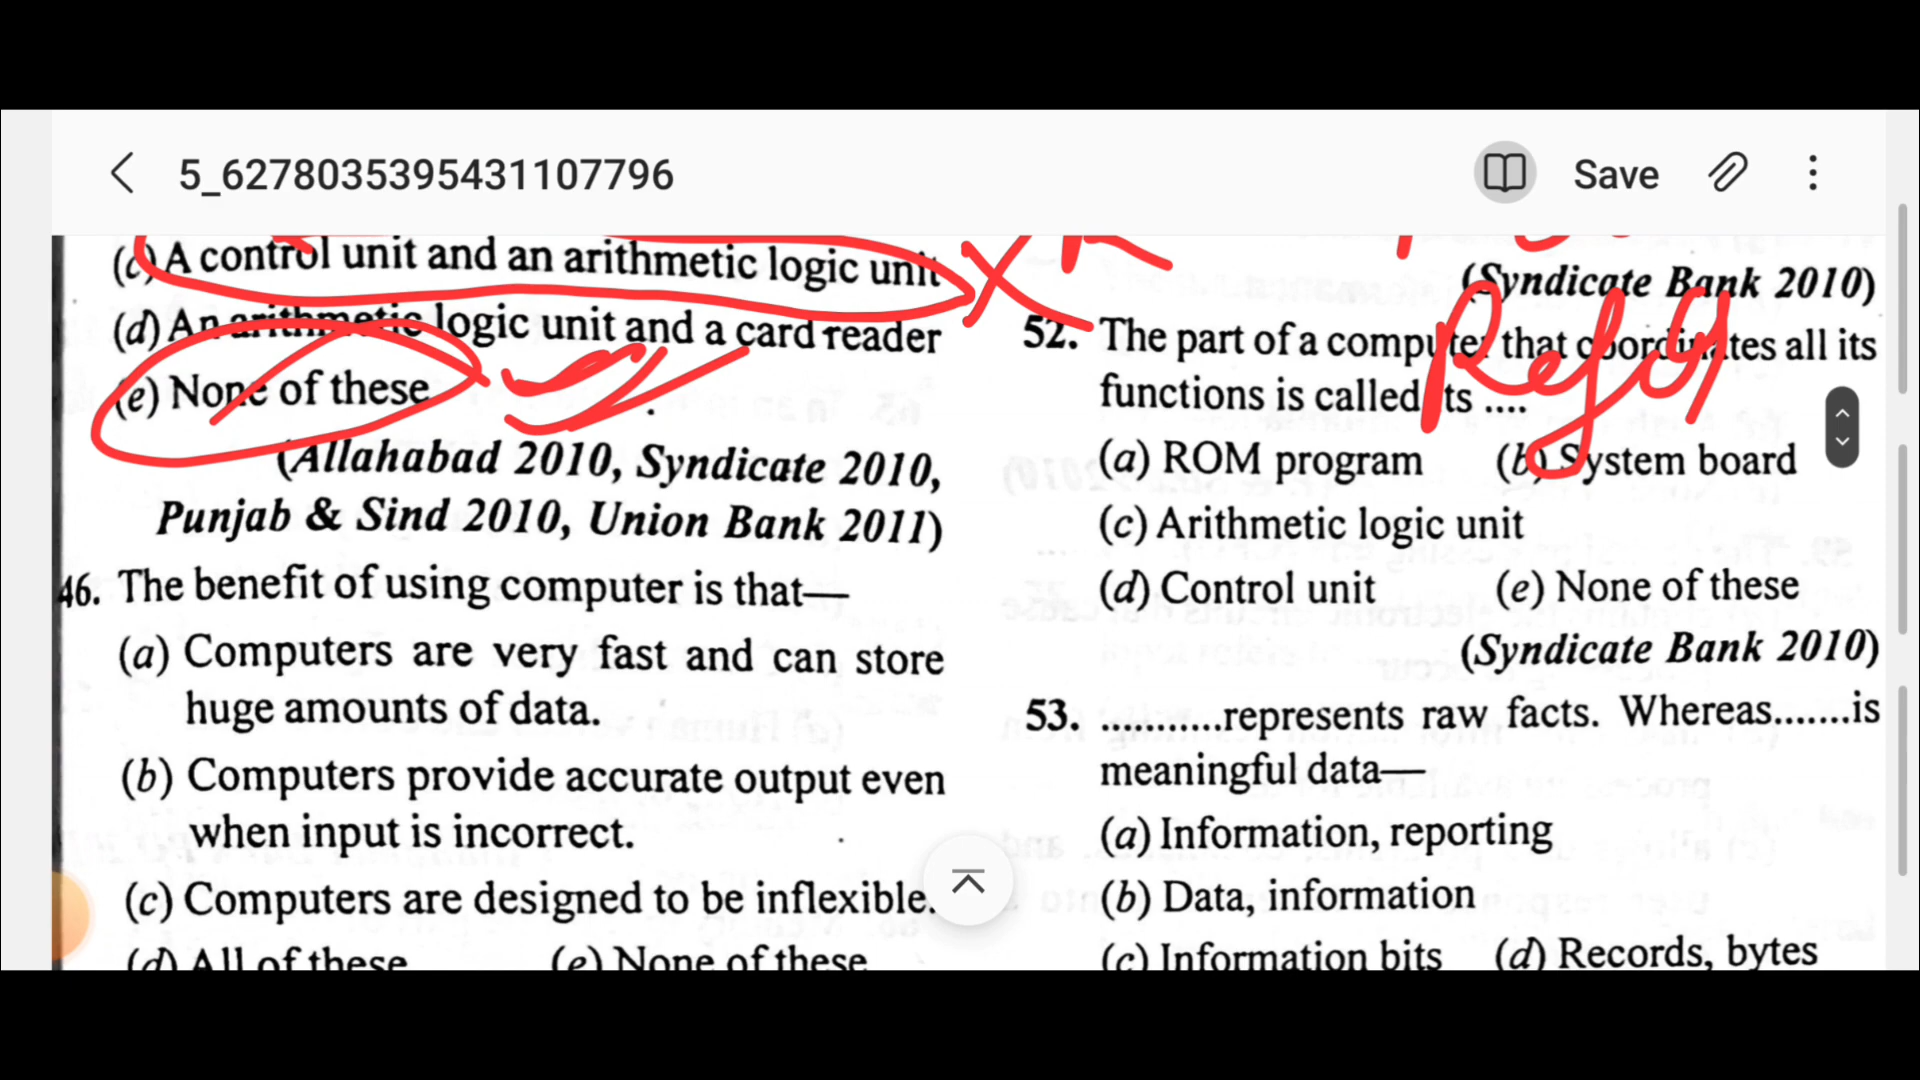 5_6278035395431107796
Save
(c) A control unit and an arithmetic logic unit
(d) An arithmetic logic unit and a card reader
(e) None of these
(Allahabad 2010, Syndicate 2010,
Punjab & Sind 2010, Union Bank 2011)
46. The benefit of using computer is that—
(a) Computers are very fast and can store
huge amounts of data.
(b) Computers provide accurate output even
when input is incorrect.
(c) Computers are designed to be inflexible.
(d) All of these (e) None of these
(Syndicate Bank 2010)
52. The part of a computer that coordinates all its
functions is called its ....
(a) ROM program (b) System board
(c) Arithmetic logic unit
(d) Control unit (e) None of these
(Syndicate Bank 2010)
53. ..........represents raw facts. Whereas.......is
meaningful data—
(a) Information, reporting
(b) Data, information
(c) Information bits (d) Records, bytes